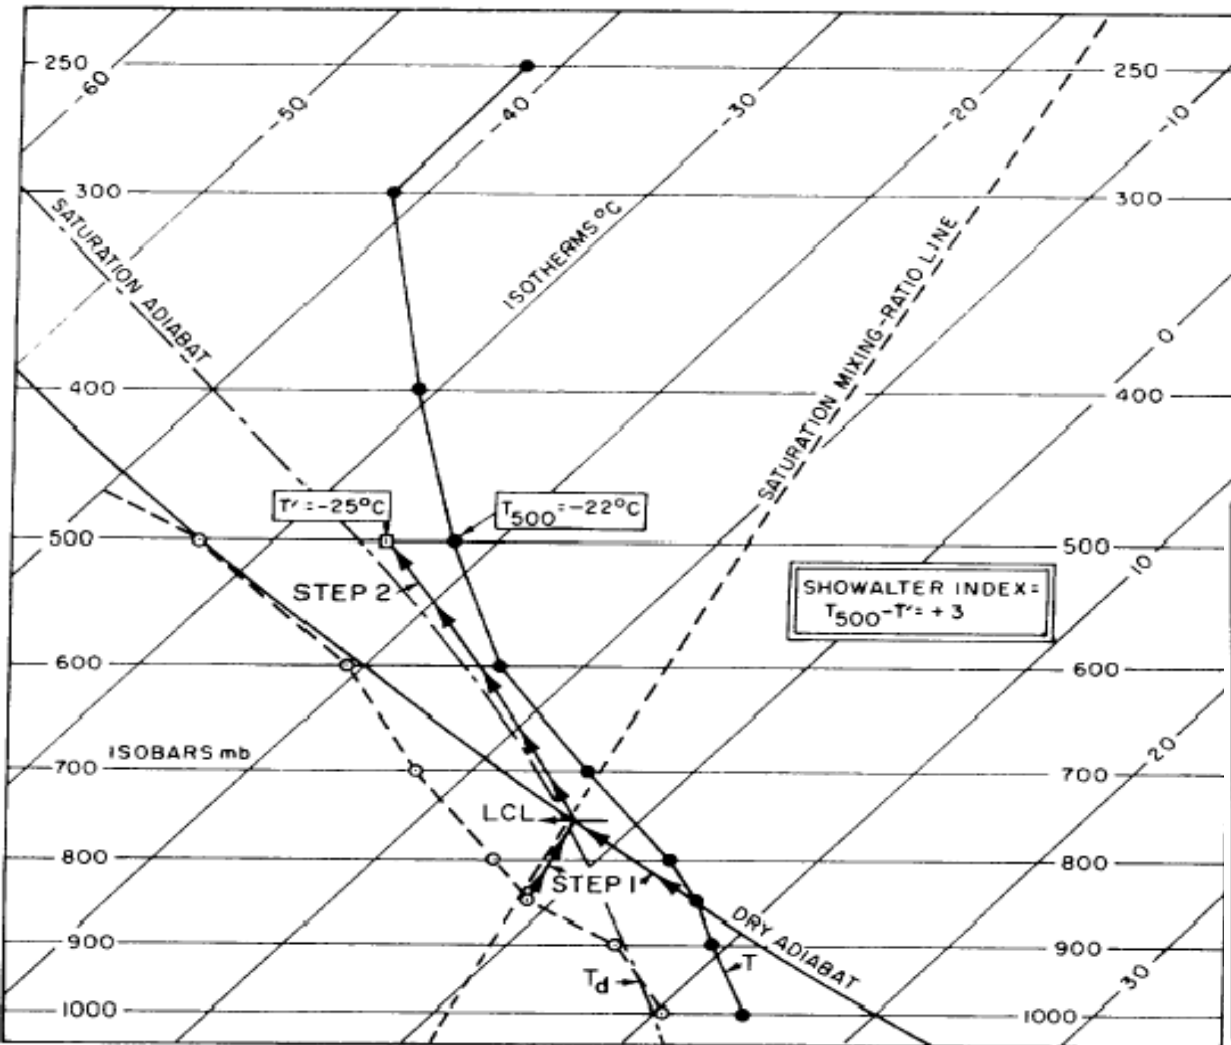 250
-60
-50
-40
-30
-20
-10
250
300
300
SATURATION ADIABAT
ISOTHERMS °C
SATURATION MIXING-RATIO LINE
0
400
400
T'=-25°C
T500=-22°C
500
500
10
STEP 2
SHOWALTER INDEX=
T500-T'= + 3
600
600
ISOBARS mb
20
700
700
LCL
800
800
STEP 1
DRY ADIABAT
900
900
Td
T
30
1000
1000